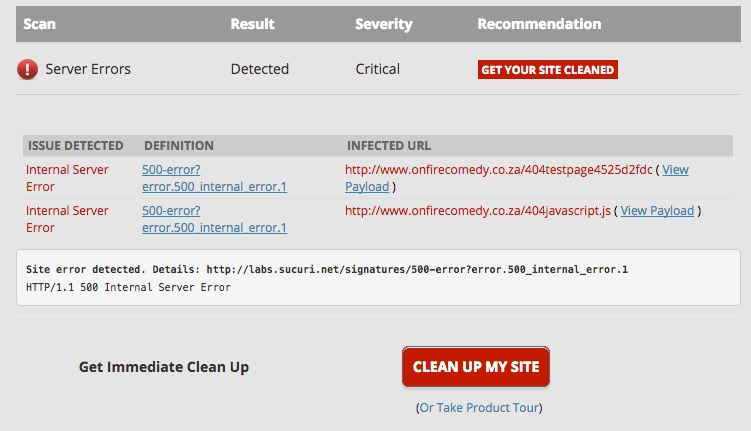 Scan Result Severity Recommendation
Server Errors Detected Critical GET YOUR SITE CLEANED
ISSUE DETECTED DEFINITION INFECTED URL
Internal Server Error 500-error?error.500_internal_error.1 http://www.onfirecomedy.co.za/404testpage4525d2fdc ( View Payload )
Internal Server Error 500-error?error.500_internal_error.1 http://www.onfirecomedy.co.za/404javascript.js ( View Payload )
Site error detected. Details: http://labs.sucuri.net/signatures/500-error?error.500_internal_error.1
HTTP/1.1 500 Internal Server Error
Get Immediate Clean Up CLEAN UP MY SITE
(Or Take Product Tour)